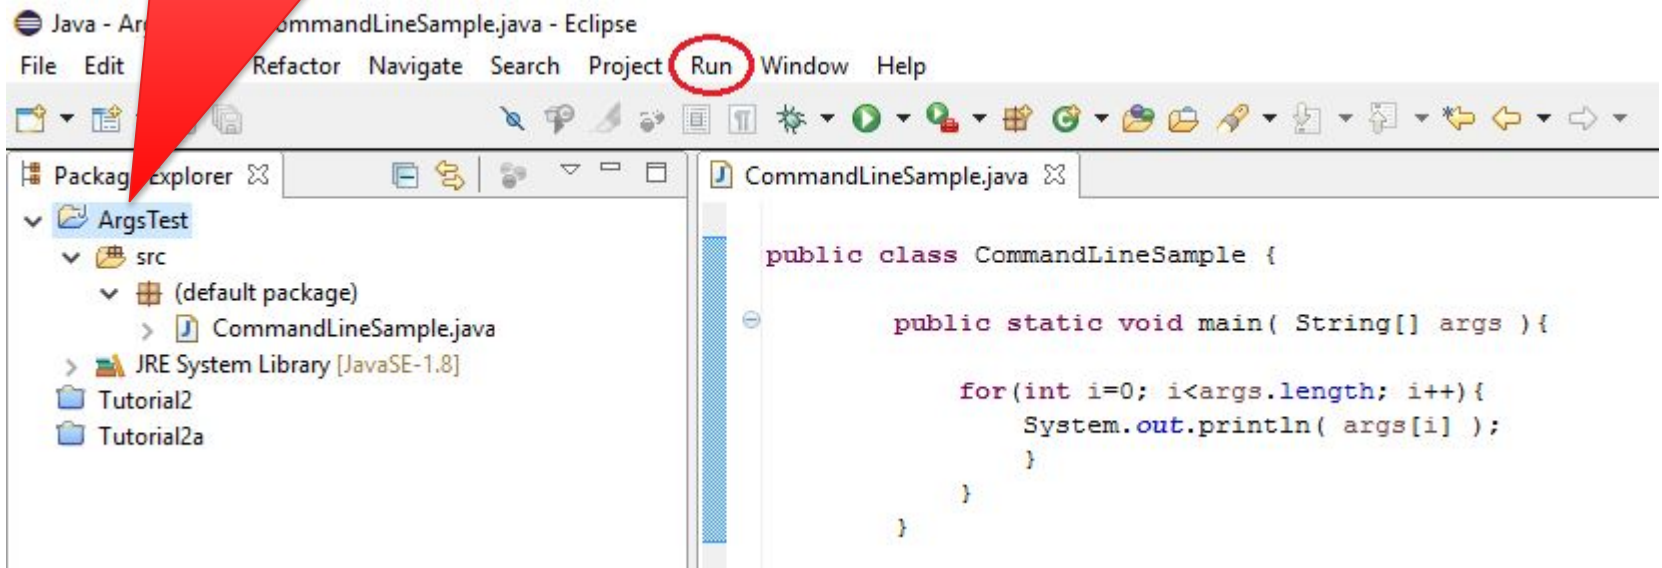 Java - Ar ommandLineSample.java - Eclipse
File Edit Refactor Navigate Search Project Run Window Help
Packag Explorer
ArgsTest
src
(default package)
CommandLineSample.java
JRE System Library [JavaSE-1.8]
Tutorial2
Tutorial2a
CommandLineSample.java
public class CommandLineSample {
public static void main( String[] args ){
for(int i=0; i<args.length; i++){
System.out.println( args[i] );
}
}
}